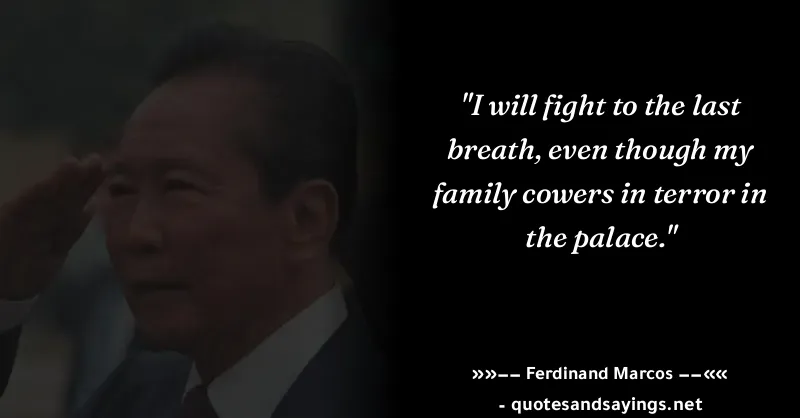 "I will fight to the last
breath, even though my
family cowers in terror in
the palace."
»»–– Ferdinand Marcos ––««
- quotesandsayings.net